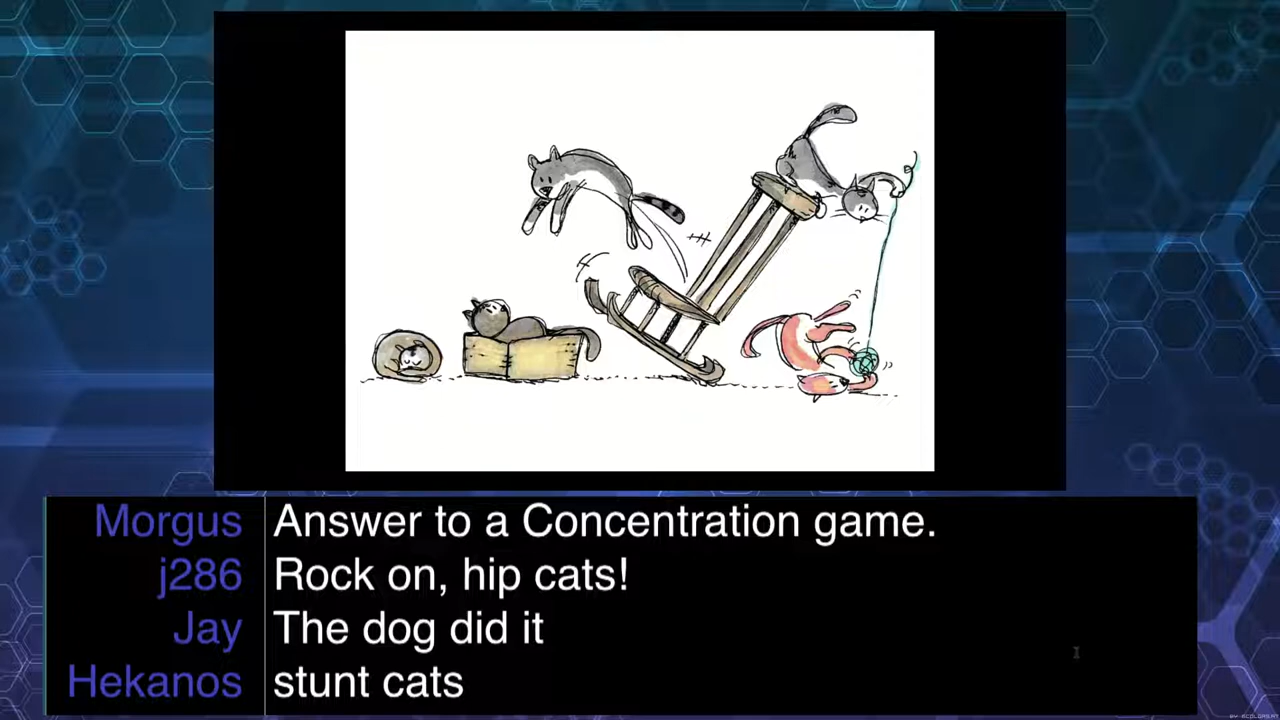 Morgus Answer to a Concentration game.
j286 Rock on, hip cats!
Jay The dog did it
Hekanos stunt cats